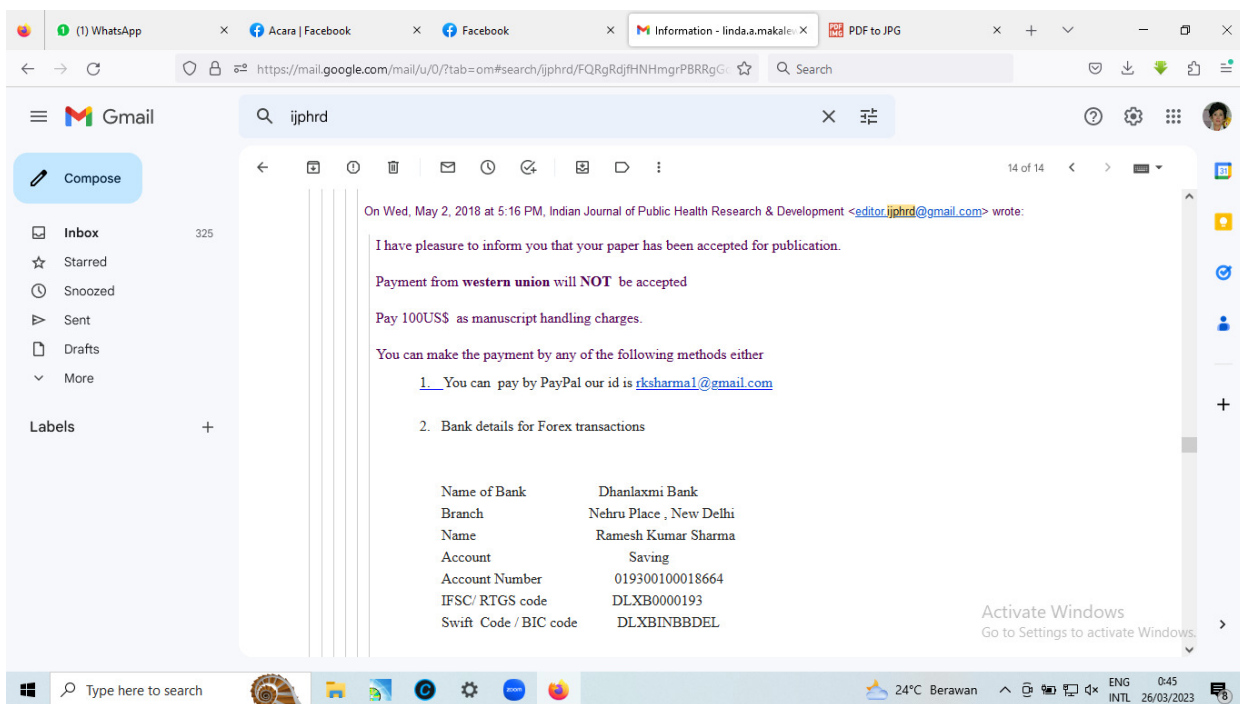 (1) WhatsApp
Acara | Facebook
Facebook
Information - linda.a.makalew
PDF to JPG
https://mail.google.com/mail/u/0/?tab=om#search/ijphrd/FQRgRdjfHNHmgrPBRRgG
Search
Gmail
ijphrd
Compose
14 of 14
31
Inbox 325
Starred
Snoozed
Sent
Drafts
More
Labels
On Wed, May 2, 2018 at 5:16 PM, Indian Journal of Public Health Research & Development <editor.ijphrd@gmail.com> wrote:
I have pleasure to inform you that your paper has been accepted for publication.
Payment from western union will NOT be accepted
Pay 100US$ as manuscript handling charges.
You can make the payment by any of the following methods either
1. You can pay by PayPal our id is rksharma1@gmail.com
2. Bank details for Forex transactions
Name of Bank Dhanlaxmi Bank
Branch Nehru Place , New Delhi
Name Ramesh Kumar Sharma
Account Saving
Account Number 019300100018664
IFSC/ RTGS code DLXB0000193
Swift Code / BIC code DLXBINBBDEL
Activate Windows
Go to Settings to activate Windows.
Type here to search
zoom
24°C Berawan
ENG
INTL
0:45
26/03/2023
8